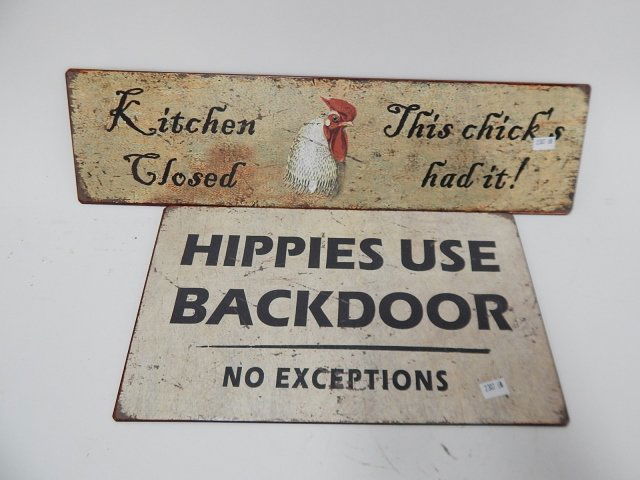 Kitchen
Closed
This chick's
had it!
HIPPIES USE
BACKDOOR
NO EXCEPTIONS